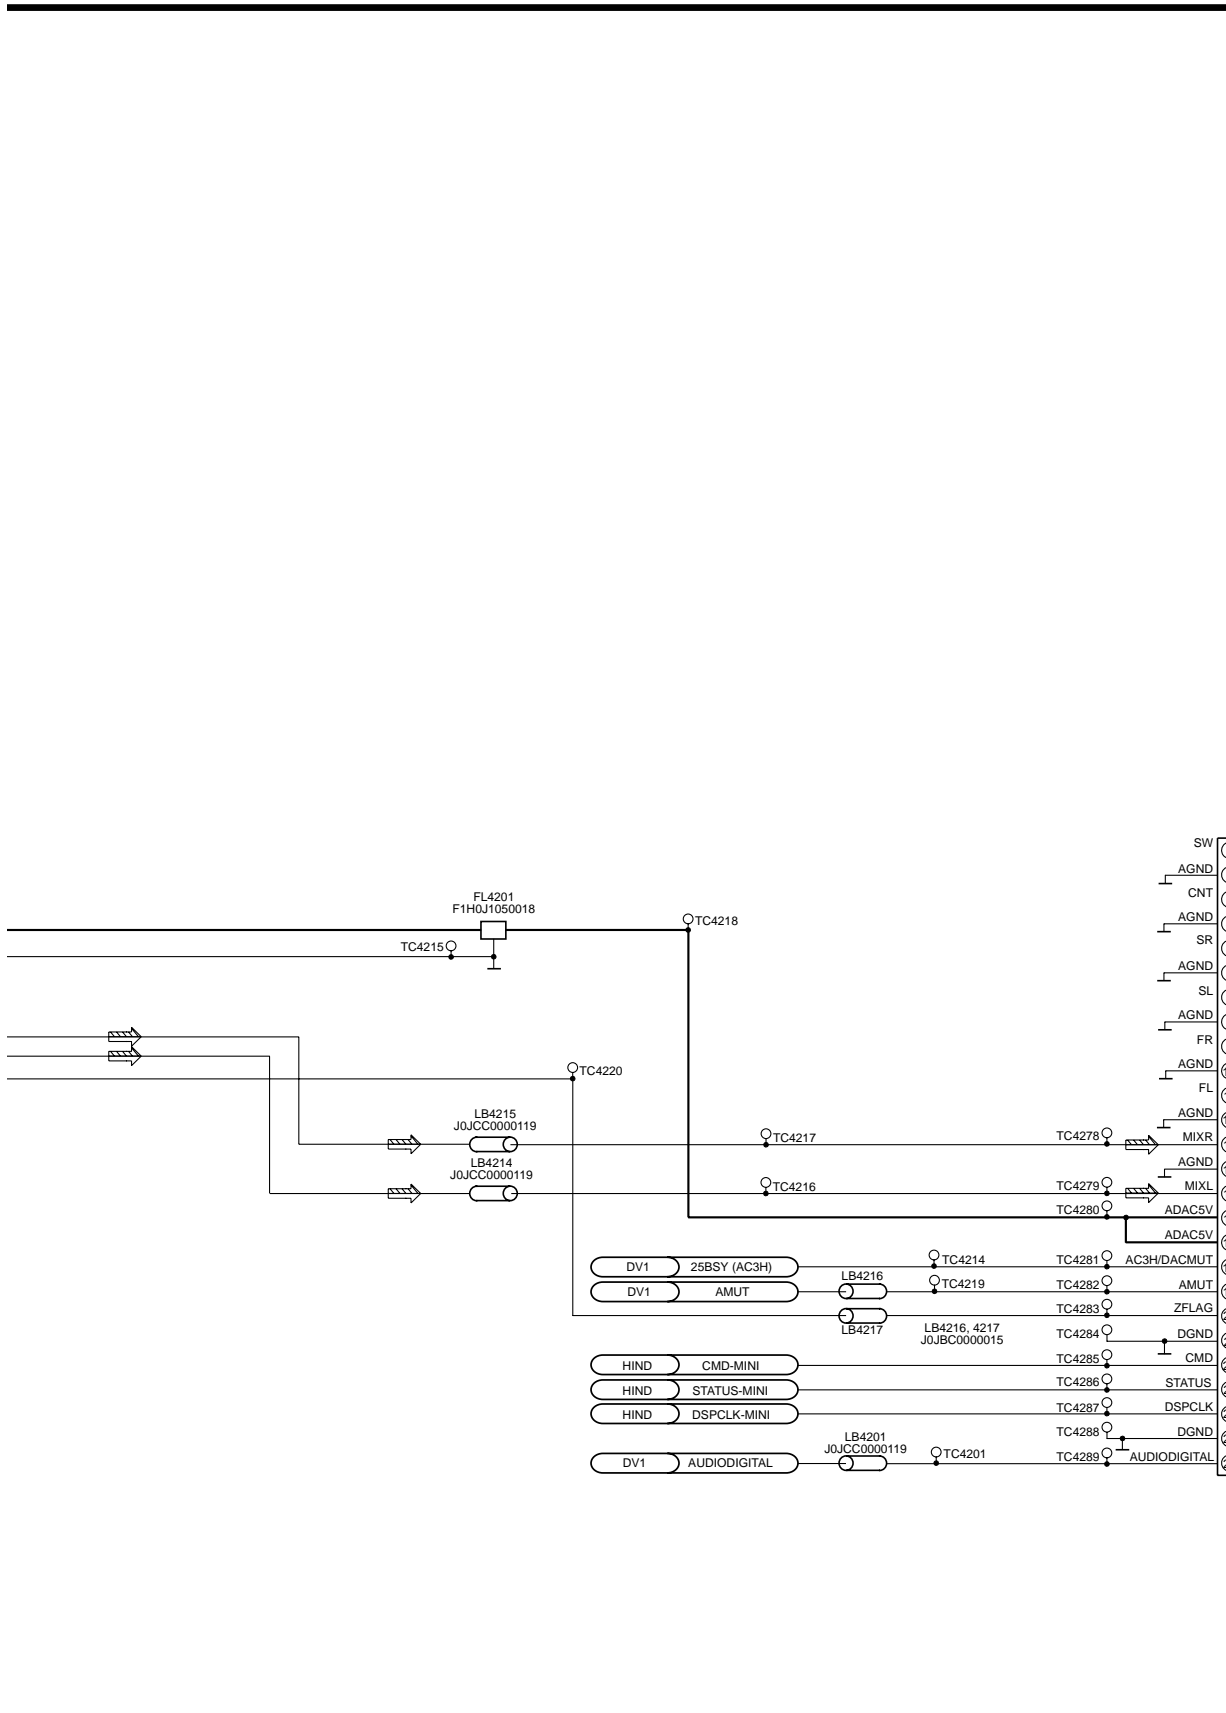 SW
AGND
FL4201
F1H0J1050018
CNT
AGND
TC4218
SR
TC4215
AGND
SL
AGND
FR
AGND
TC4220
FL
LB4215
J0JCC0000119
AGND
TC4217
TC4278
MIXR
LB4214
J0JCC0000119
AGND
TC4216
TC4279
MIXL
TC4280
ADAC5V
ADAC5V
DV1
25BSY (AC3H)
TC4214
TC4281
AC3H/DACMUT
DV1
AMUT
LB4216
TC4219
TC4282
AMUT
LB4217
LB4216, 4217
J0JBC0000015
TC4283
ZFLAG
TC4284
DGND
HIND
CMD-MINI
TC4285
CMD
HIND
STATUS-MINI
TC4286
STATUS
HIND
DSPCLK-MINI
TC4287
DSPCLK
TC4288
DGND
DV1
AUDIODIGITAL
LB4201
J0JCC0000119
TC4201
TC4289
AUDIODIGITAL